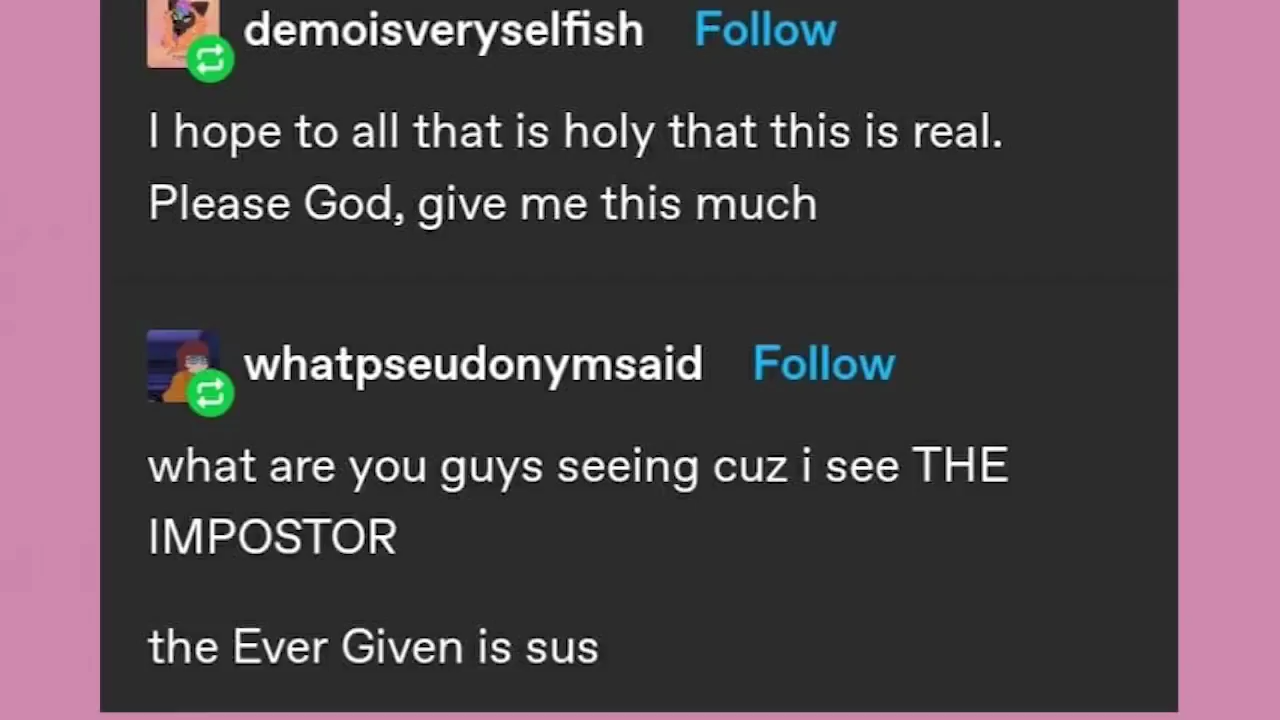 demoisveryselfish Follow
I hope to all that is holy that this is real.
Please God, give me this much
whatpseudonymsaid Follow
what are you guys seeing cuz i see THE
IMPOSTOR
the Ever Given is sus